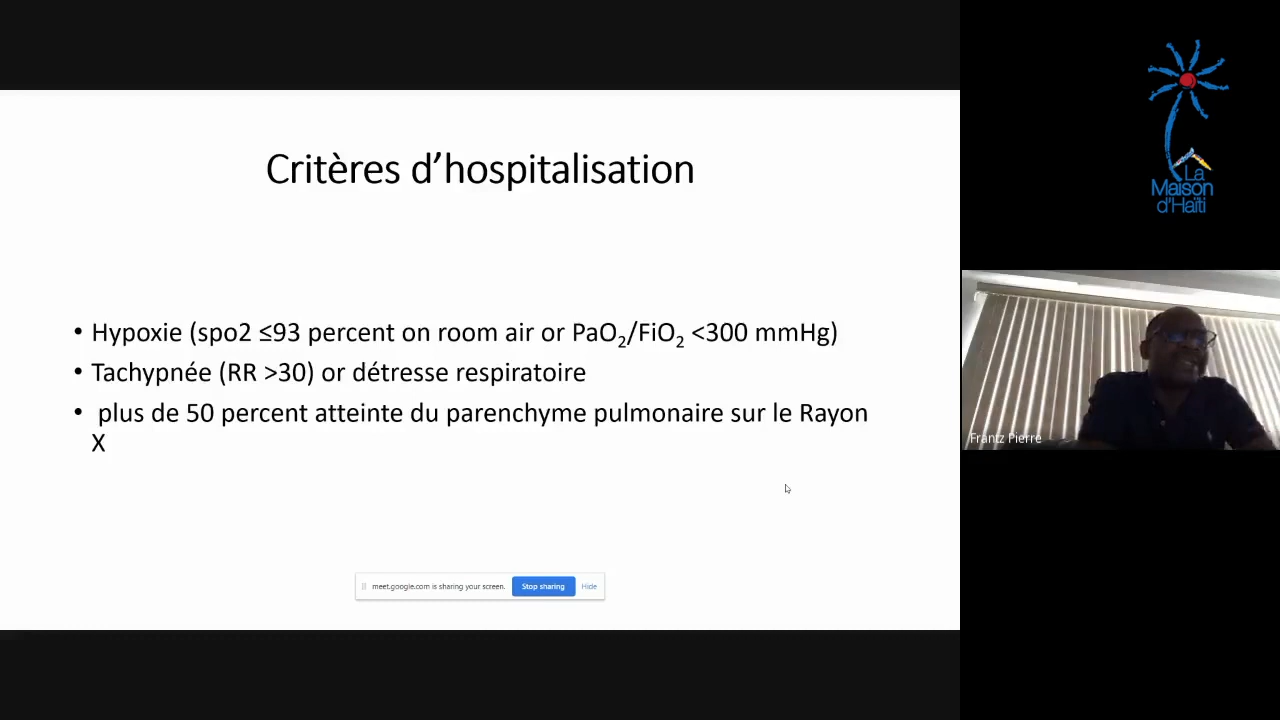 Critères d’hospitalisation
• Hypoxie (spo2 ≤93 percent on room air or PaO₂/FiO₂ <300 mmHg)
• Tachypnée (RR >30) or détresse respiratoire
• plus de 50 percent atteinte du parenchyme pulmonaire sur le Rayon
X
meet.google.com is sharing your screen. Stop sharing Hide
La
Maison
d'Haïti
Frantz Pierre